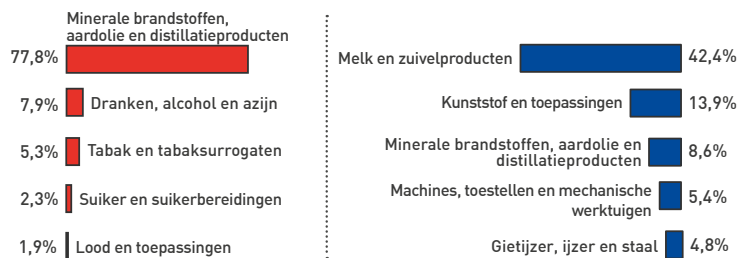 Minerale brandstoffen,
aardolie en distillatieproducten
77,8%
7,9% Dranken, alcohol en azijn
5,3% Tabak en tabaksurrogaten
2,3% Suiker en suikerbereidingen
1,9% Lood en toepassingen
Melk en zuivelproducten 42,4%
Kunststof en toepassingen 13,9%
Minerale brandstoffen, aardolie en
distillatieproducten 8,6%
Machines, toestellen en mechanische
werktuigen 5,4%
Gietijzer, ijzer en staal 4,8%